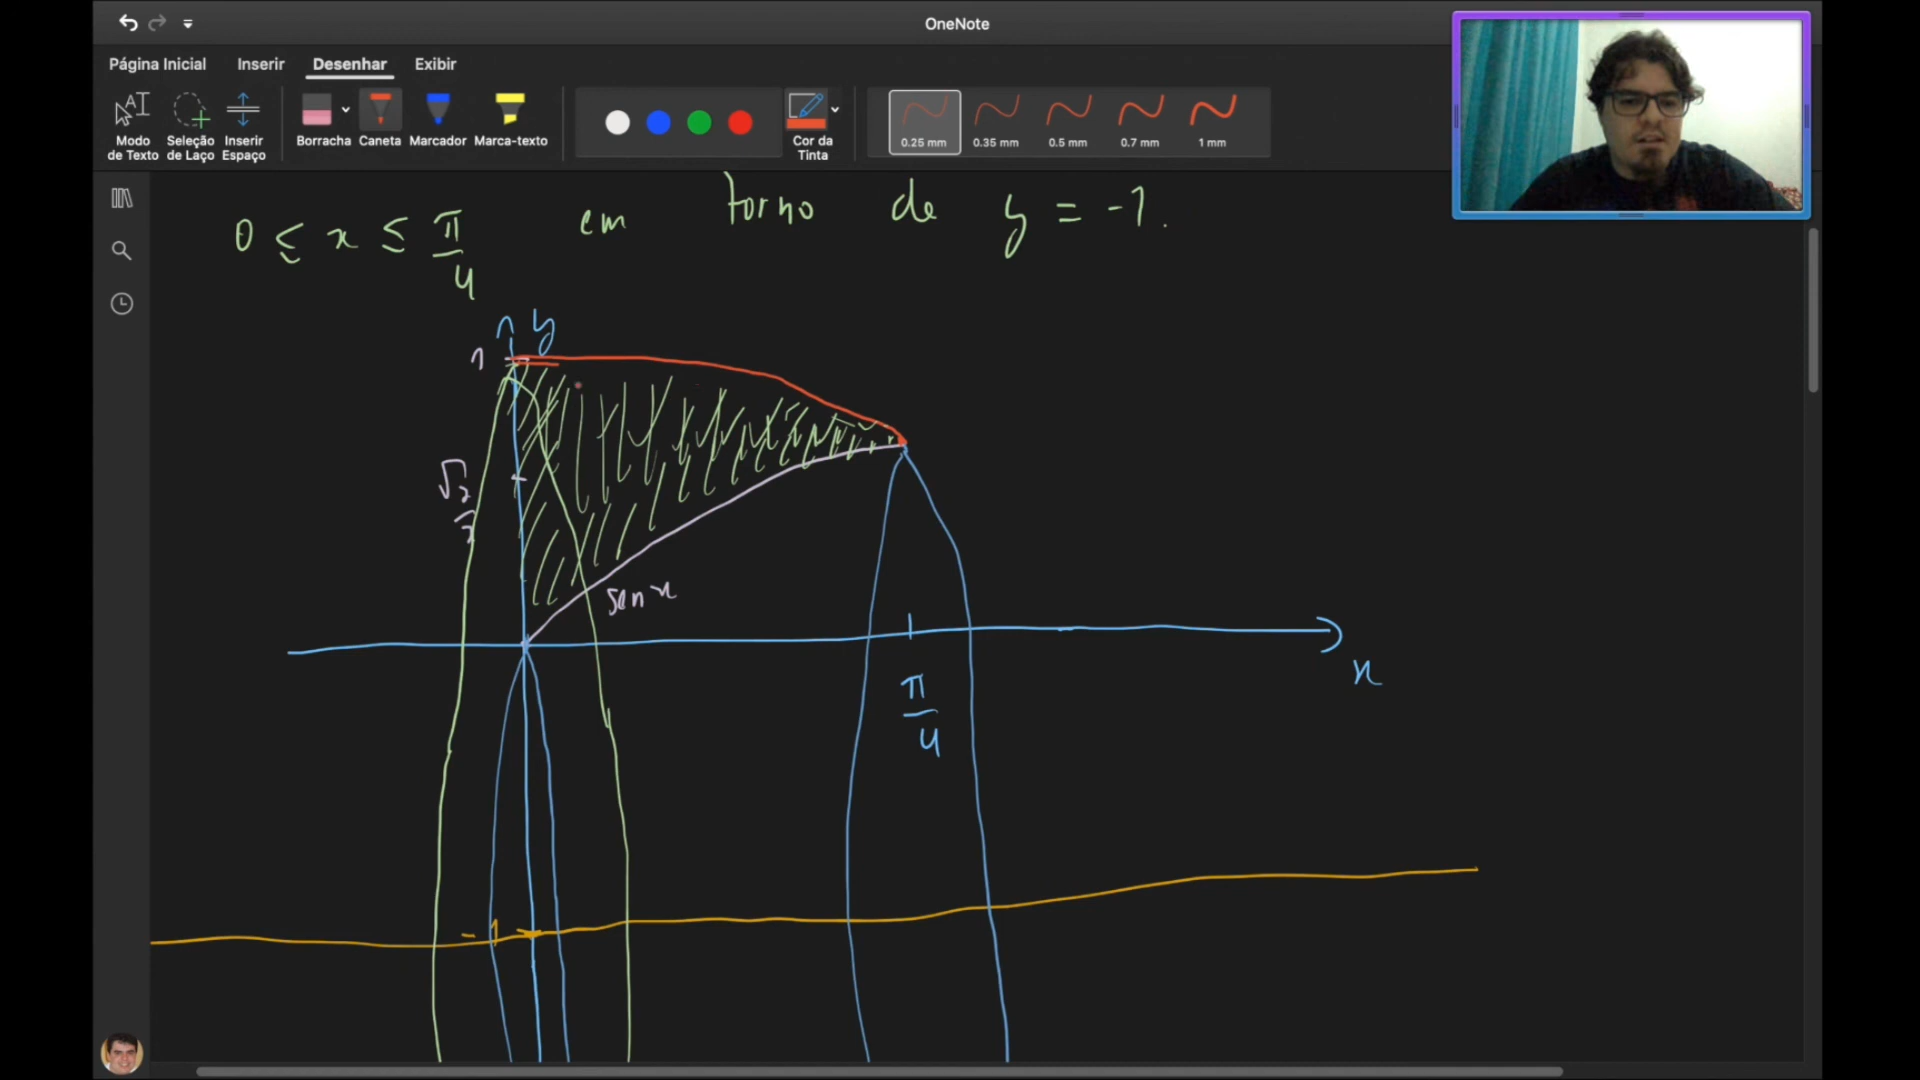 OneNote
Página Inicial Inserir Desenhar Exibir
Modo de Texto
Seleção de Laço
Inserir Espaço
Borracha
Caneta
Marcador
Marca-texto
Cor da Tinta
0.25 mm
0.35 mm
0.5 mm
0.7 mm
1 mm
0 ≤ x ≤ π/4 em torno de y = -1.
y
1
√2/2
sen x
π/4
x
-1